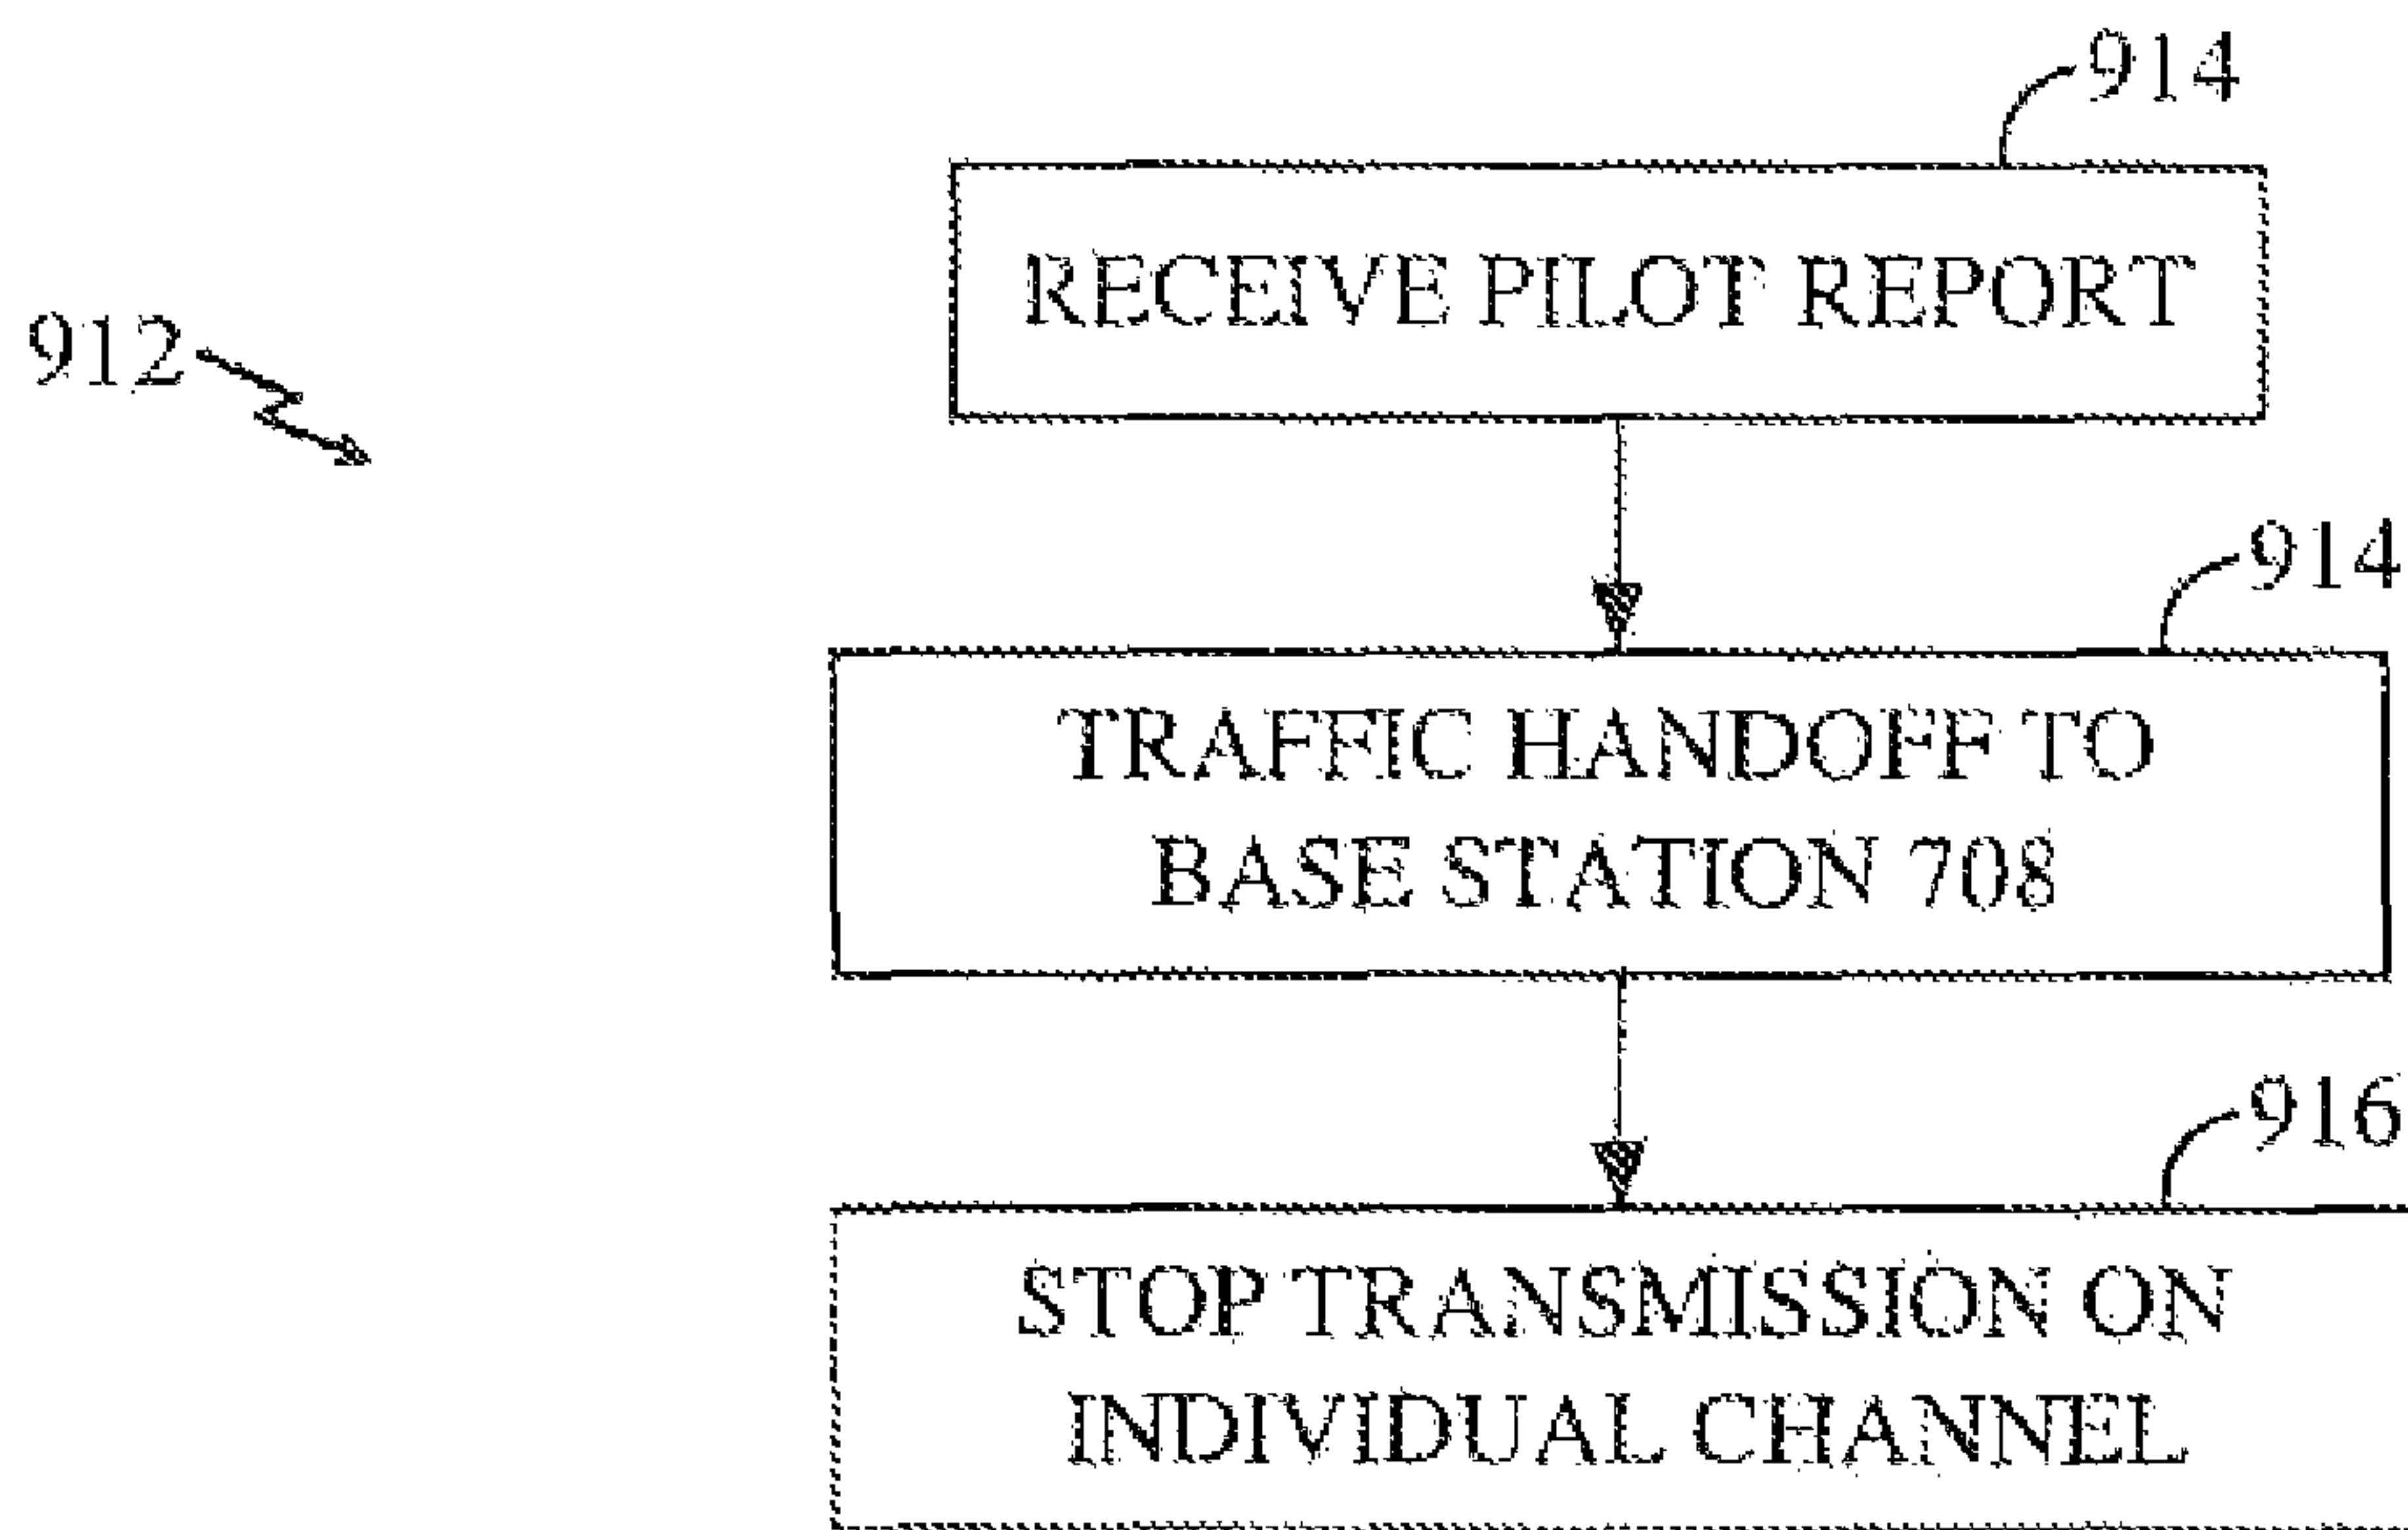 914
RECEIVE PILOT REPORT
912
914
TRAFFIC HANDOFF TO
BASE STATION 708
916
STOP TRANSMISSION ON
INDIVIDUAL CHANNEL